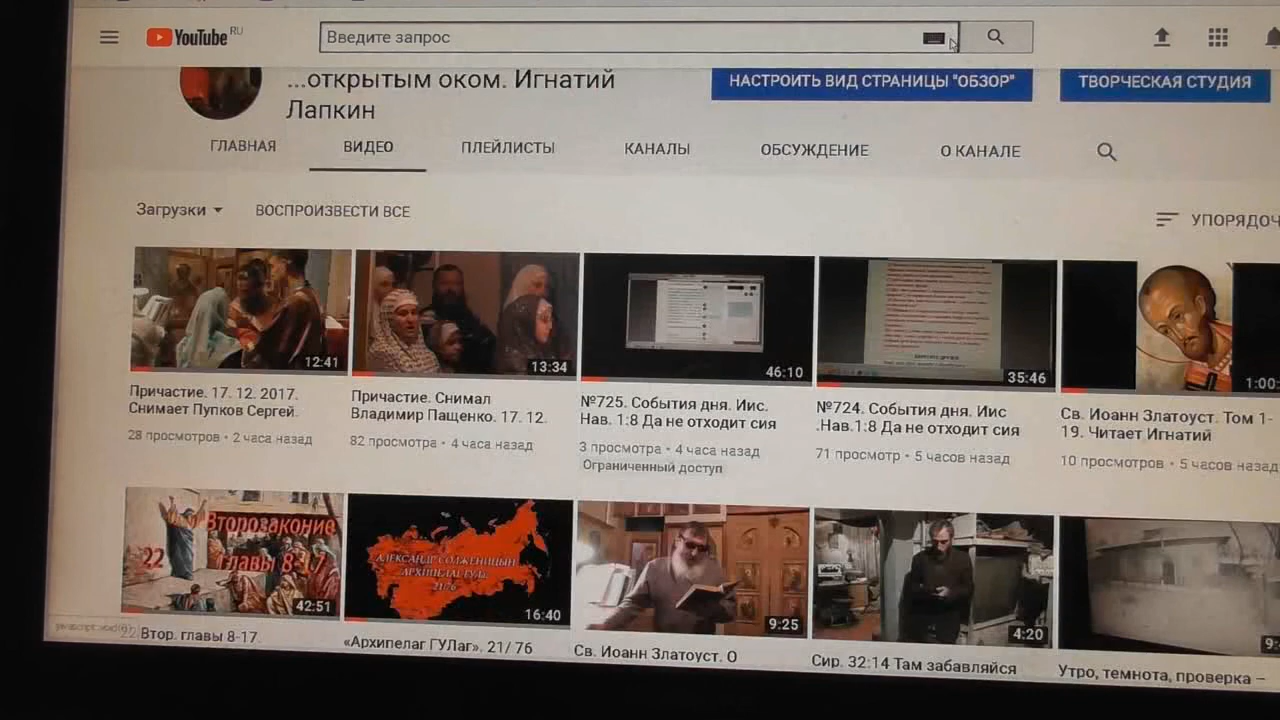 YouTube RU
Введите запрос
...открытым оком. Игнатий
Лапкин
НАСТРОИТЬ ВИД СТРАНИЦЫ "ОБЗОР"
ТВОРЧЕСКАЯ СТУДИЯ
ГЛАВНАЯ
ВИДЕО
ПЛЕЙЛИСТЫ
КАНАЛЫ
ОБСУЖДЕНИЕ
О КАНАЛЕ
Загрузки
ВОСПРОИЗВЕСТИ ВСЕ
УПОРЯДОЧ
12:41
13:34
46:10
35:46
1:00:
Причастие. 17. 12. 2017.
Снимает Пупков Сергей.
28 просмотров • 2 часа назад
Причастие. Снимал
Владимир Пащенко. 17. 12.
82 просмотра • 4 часа назад
№725. События дня. Иис.
Нав. 1:8 Да не отходит сия
3 просмотра • 4 часа назад
Ограниченный доступ
№724. События дня. Иис
.Нав.1:8 Да не отходит сия
71 просмотр • 5 часов назад
Св. Иоанн Златоуст. Том 1-
19. Читает Игнатий
10 просмотров • 5 часов назад
Второзаконие
22 главы 8-17
42:51
АЛЕКСАНДР СОЛЖЕНИЦЫН
АРХИПЕЛАГ ГУЛаг
21/76
16:40
9:25
4:20
9:
22 Втор. главы 8-17.
«Архипелаг ГУЛаг». 21/ 76
Св. Иоанн Златоуст. О
Сир. 32:14 Там забавляйся
Утро, темнота, проверка –